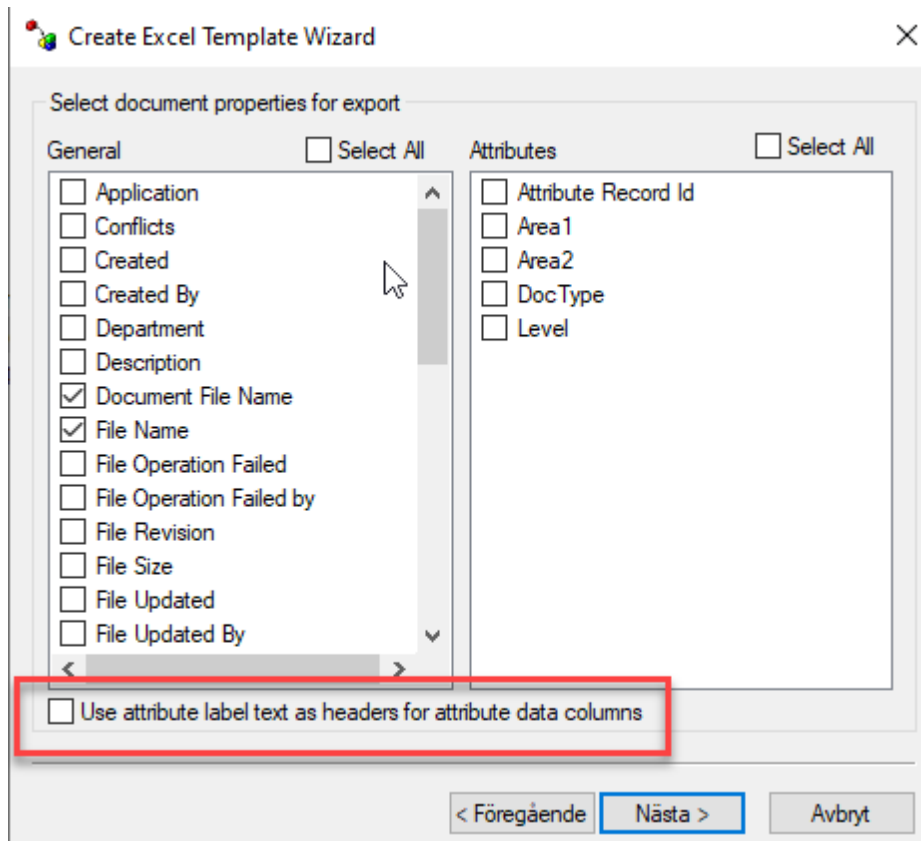 Create Excel Template Wizard
Select document properties for export
General
Select All
Application
Conflicts
Created
Created By
Department
Description
Document File Name
File Name
File Operation Failed
File Operation Failed by
File Revision
File Size
File Updated
File Updated By
Attributes
Select All
Attribute Record Id
Area1
Area2
DocType
Level
Use attribute label text as headers for attribute data columns
< Föregående
Nästa >
Avbryt